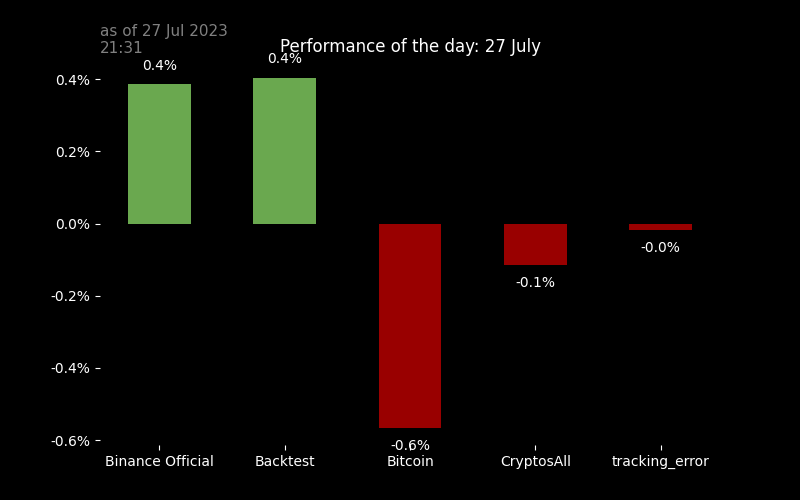 as of 27 Jul 2023
21:31
Performance of the day: 27 July
0.4%
0.4%
0.4%
0.2%
0.0%
-0.0%
-0.2%
-0.1%
-0.4%
-0.6%
-0.6%
Binance Official
Backtest
Bitcoin
CryptosAll
tracking_error